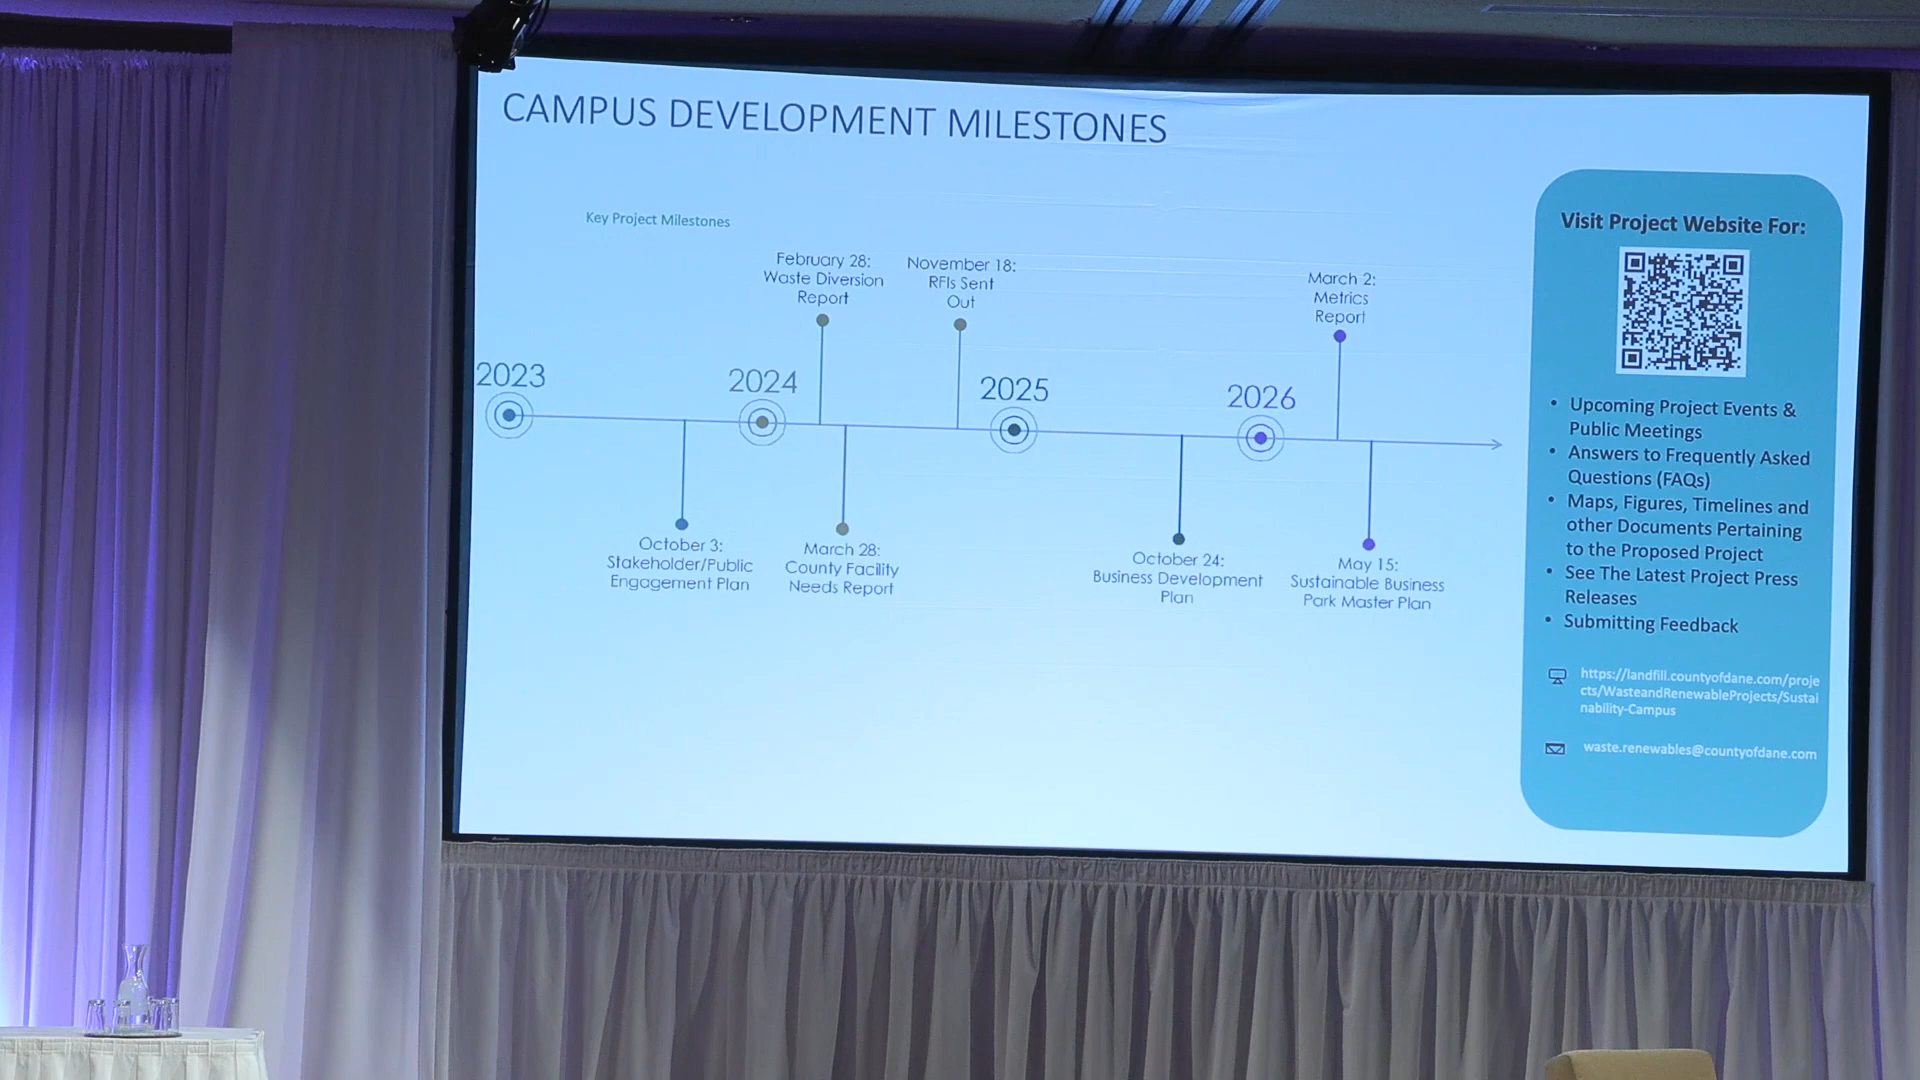 CAMPUS DEVELOPMENT MILESTONES
Key Project Milestones
February 28:
Waste Diversion
Report
November 18:
RFIs Sent
Out
March 2:
Metrics
Report
2023
2024
2025
2026
October 3:
Stakeholder/Public
Engagement Plan
March 28:
County Facility
Needs Report
October 24:
Business Development
Plan
May 15:
Sustainable Business
Park Master Plan
Visit Project Website For:
• Upcoming Project Events &
Public Meetings
• Answers to Frequently Asked
Questions (FAQs)
• Maps, Figures, Timelines and
other Documents Pertaining
to the Proposed Project
• See The Latest Project Press
Releases
• Submitting Feedback
https://landfill.countyofdane.com/proje
cts/WasteandRenewableProjects/Sustai
nability-Campus
waste.renewables@countyofdane.com